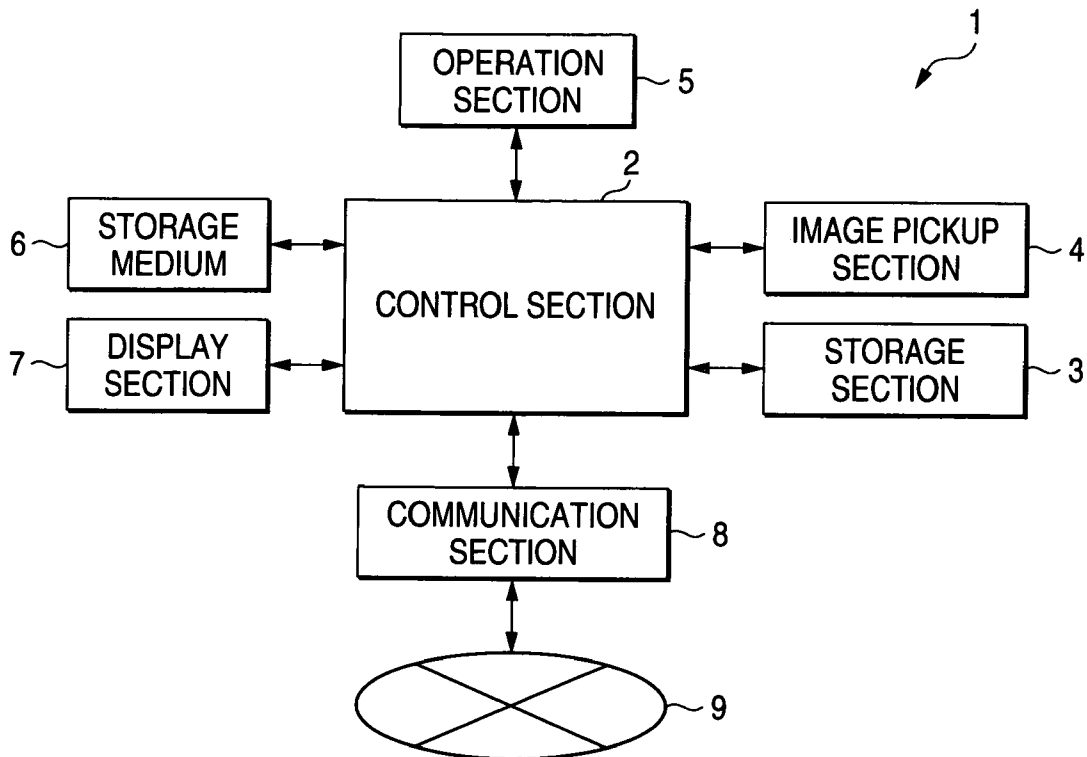 1
OPERATION
SECTION
5
2
6
STORAGE
MEDIUM
IMAGE PICKUP
SECTION
4
CONTROL SECTION
7
DISPLAY
SECTION
STORAGE
SECTION
3
COMMUNICATION
SECTION
8
9